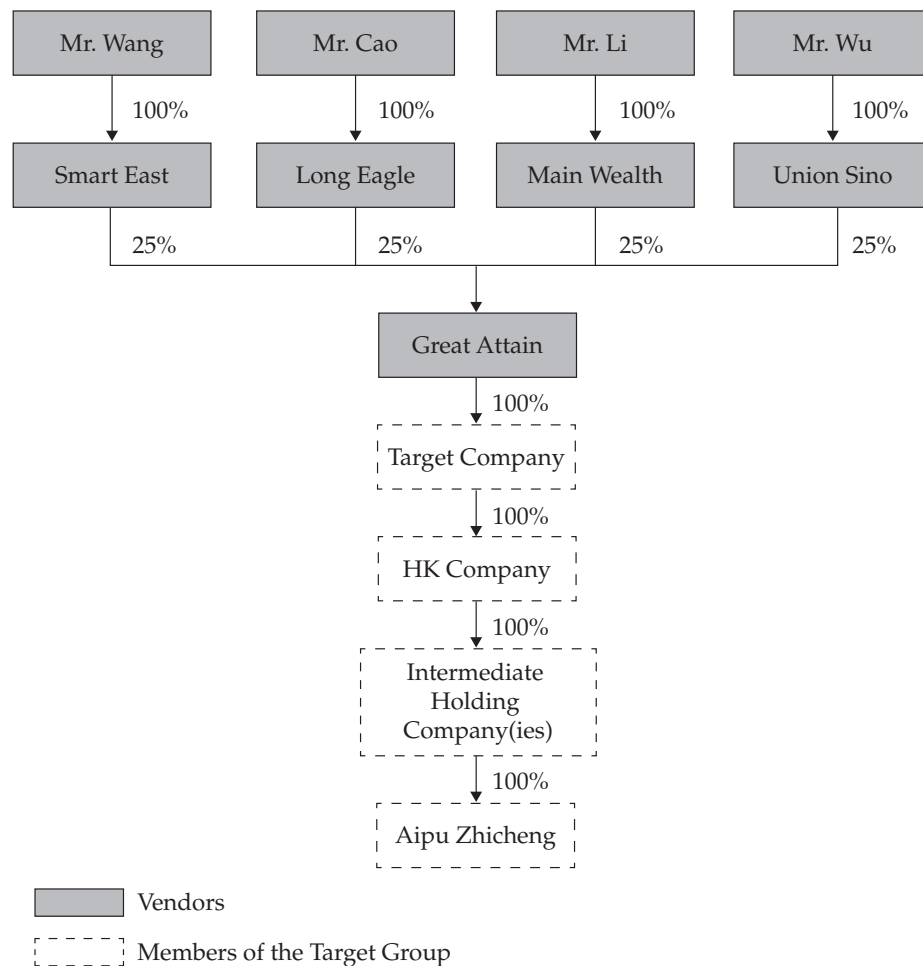 Mr. Wang
Mr. Cao
Mr. Li
Mr. Wu
100%
100%
100%
100%
Smart East
Long Eagle
Main Wealth
Union Sino
25%
25%
25%
25%
Great Attain
100%
Target Company
100%
HK Company
100%
Intermediate
Holding
Company(ies)
100%
Aipu Zhicheng
Vendors
Members of the Target Group